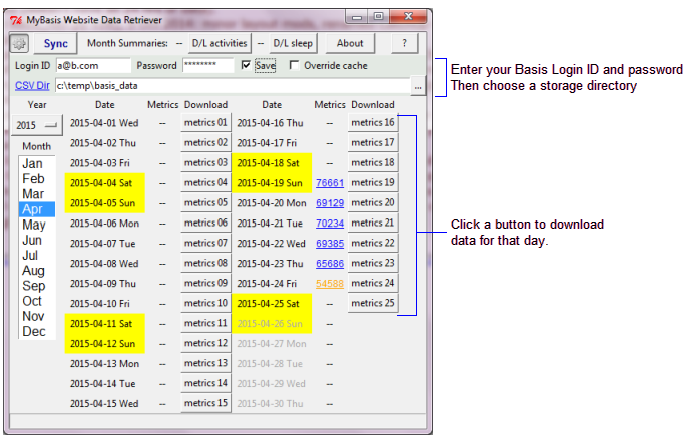 MyBasis Website Data Retriever
Sync Month Summaries: -- D/L activities -- D/L sleep About ?
Login ID a@b.com Password ******** Save Override cache
CSV Dir c:\temp\basis_data ...
Enter your Basis Login ID and password
Then choose a storage directory
Year Date Metrics Download Date Metrics Download
2015 2015-04-01 Wed -- metrics 01 2015-04-16 Thu -- metrics 16
2015-04-02 Thu -- metrics 02 2015-04-17 Fri -- metrics 17
Month
Jan 2015-04-03 Fri -- metrics 03 2015-04-18 Sat -- metrics 18
Feb 2015-04-04 Sat -- metrics 04 2015-04-19 Sun 76661 metrics 19
Mar 2015-04-05 Sun -- metrics 05 2015-04-20 Mon 69129 metrics 20
Apr 2015-04-06 Mon -- metrics 06 2015-04-21 Tue 70234 metrics 21
May 2015-04-07 Tue -- metrics 07 2015-04-22 Wed 69385 metrics 22
Jun 2015-04-08 Wed -- metrics 08 2015-04-23 Thu 65686 metrics 23
Jul 2015-04-09 Thu -- metrics 09 2015-04-24 Fri 54588 metrics 24
Aug 2015-04-10 Fri -- metrics 10 2015-04-25 Sat -- metrics 25
Sep 2015-04-11 Sat -- metrics 11 2015-04-26 Sun --
Oct 2015-04-12 Sun -- metrics 12 2015-04-27 Mon --
Nov 2015-04-13 Mon -- metrics 13 2015-04-28 Tue --
Dec 2015-04-14 Tue -- metrics 14 2015-04-29 Wed --
2015-04-15 Wed -- metrics 15 2015-04-30 Thu --
Click a button to download
data for that day.